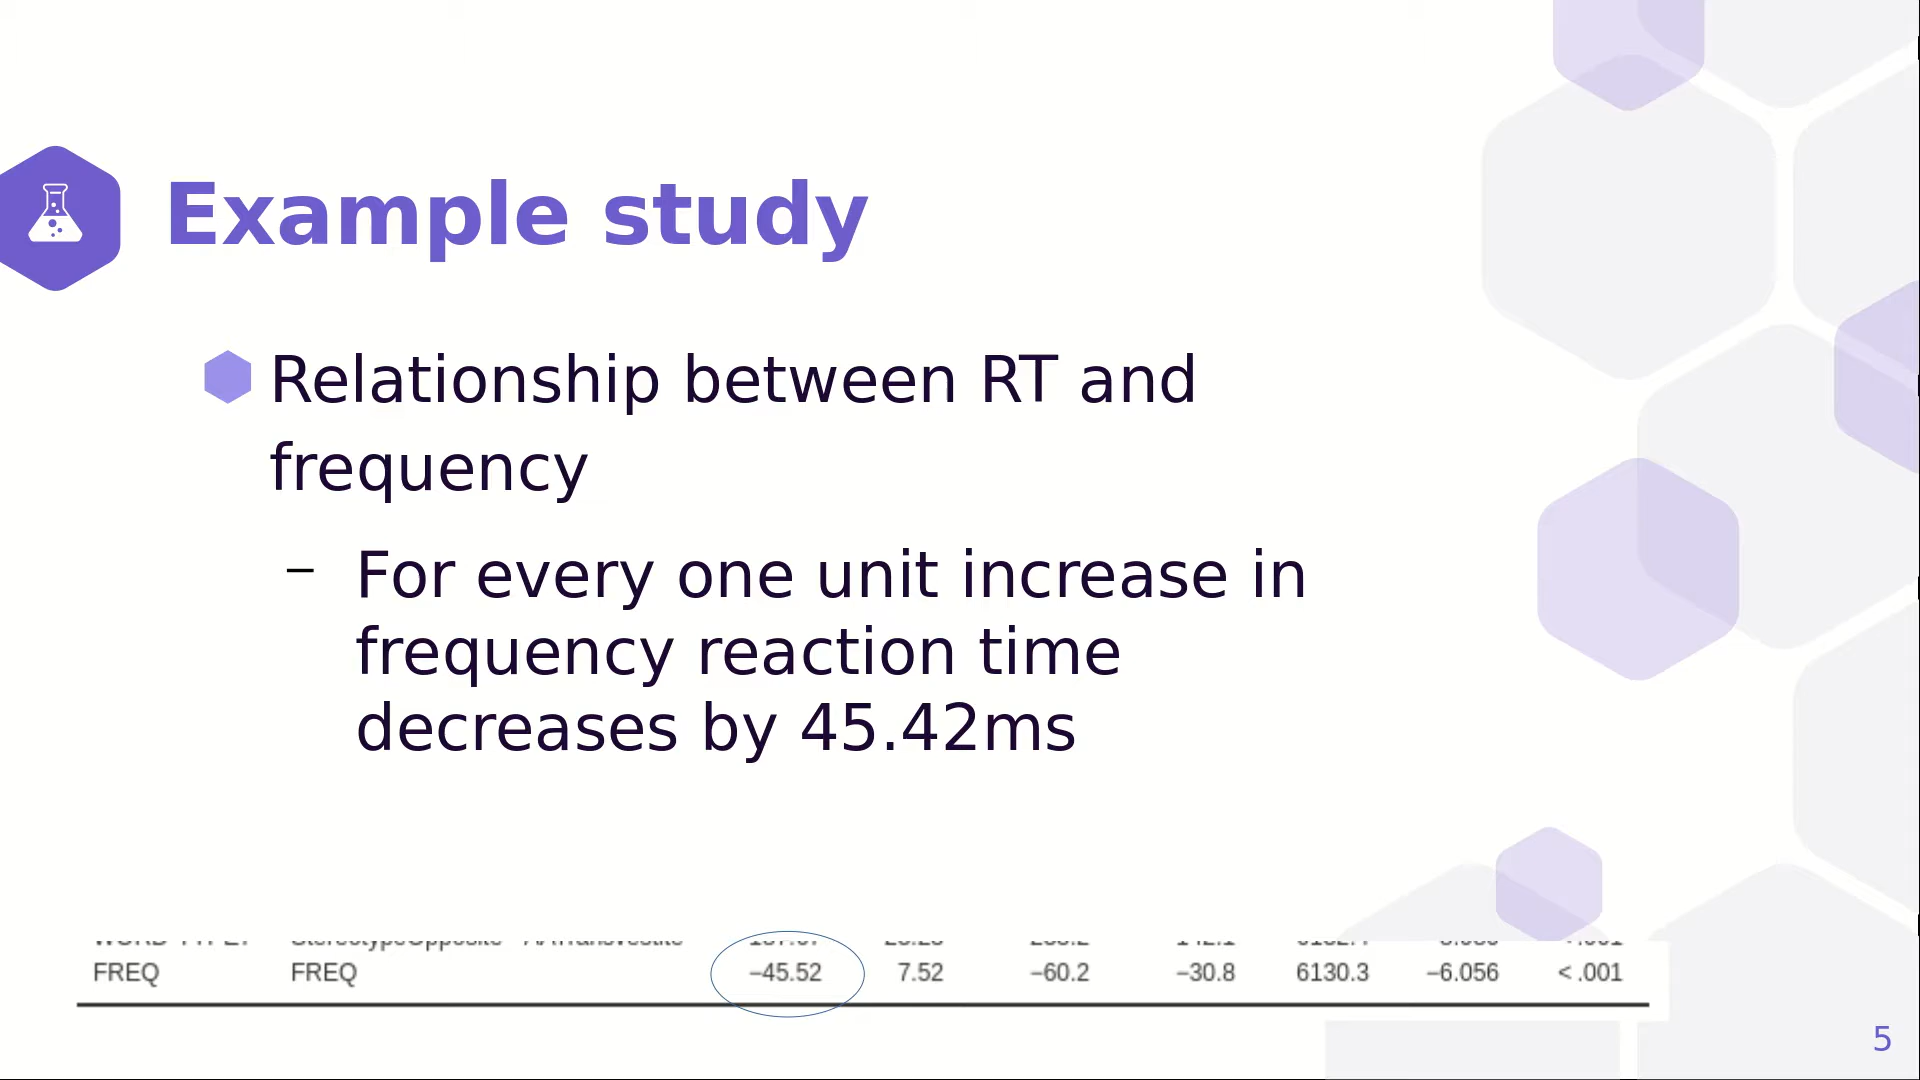 Example study
Relationship between RT and
frequency
– For every one unit increase in
frequency reaction time
decreases by 45.42ms
FREQ FREQ −45.52 7.52 −60.2 −30.8 6130.3 −6.056 < .001
5